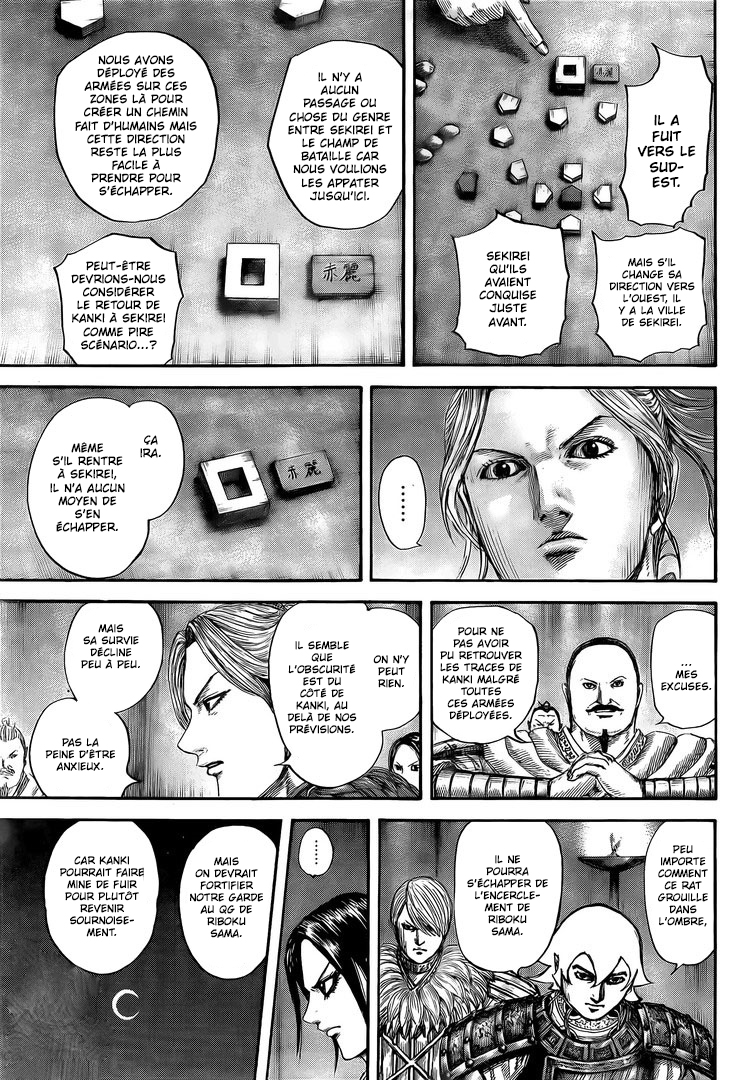 IL A
FUIT
VERS LE
SUD-
EST.
MAIS S'IL
CHANGE SA
DIRECTION VERS
L'OUEST, IL
Y A LA VILLE
DE SEKIREI.
SEKIREI
QU'ILS
AVAIENT
CONQUISE
JUSTE
AVANT.
IL N'Y A
AUCUN
PASSAGE OU
CHOSE DU GENRE
ENTRE SEKIREI ET
LE CHAMP DE
BATAILLE CAR
NOUS VOULIONS
LES APPATER
JUSQU'ICI.
NOUS AVONS
DÉPLOYÉ DES
ARMÉES SUR CES
ZONES LÀ POUR
CRÉER UN CHEMIN
FAIT D'HUMAINS MAIS
CETTE DIRECTION
RESTE LA PLUS
FACILE À
PRENDRE POUR
S'ÉCHAPPER.
赤麗
赤麗
PEUT-ÊTRE
DEVRIONS-NOUS
CONSIDÉRER
LE RETOUR DE
KANKI À SEKIREI
COMME PIRE
SCÉNARIO...?
......
ÇA
IRA.
MÊME
S'IL RENTRE
À SEKIREI,
IL N'A AUCUN
MOYEN DE
S'EN
ÉCHAPPER.
赤麗
... MES
EXCUSES.
POUR NE
PAS AVOIR
PU RETROUVER
LES TRACES DE
KANKI MALGRÉ
TOUTES
CES ARMÉES
DÉPLOYÉES.
ON N'Y
PEUT
RIEN.
IL SEMBLE
QUE
L'OBSCURITÉ
EST DU
CÔTÉ DE
KANKI, AU
DELÀ DE NOS
PRÉVISIONS.
MAIS
SA SURVIE
DÉCLINE
PEU À PEU.
PAS LA
PEINE D'ÊTRE
ANXIEUX.
PEU
IMPORTE
COMMENT
CE RAT
GROUILLE
DANS
L'OMBRE,
IL NE
POURRA
S'ÉCHAPPER DE
L'ENCERCLE-
MENT DE
RIBOKU
SAMA.
......
MAIS
ON DEVRAIT
FORTIFIER
NOTRE GARDE
AU QG DE
RIBOKU
SAMA.
CAR KANKI
POURRAIT FAIRE
MINE DE FUIR
POUR PLUTÔT
REVENIR
SOURNOISE-
MENT.